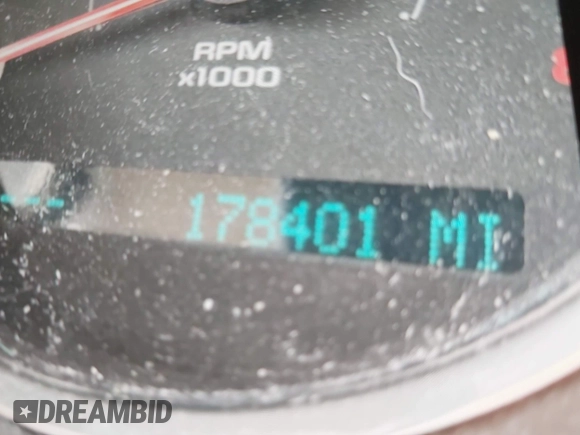 RPM
x1000
--- 178401 MI
DREAMBID